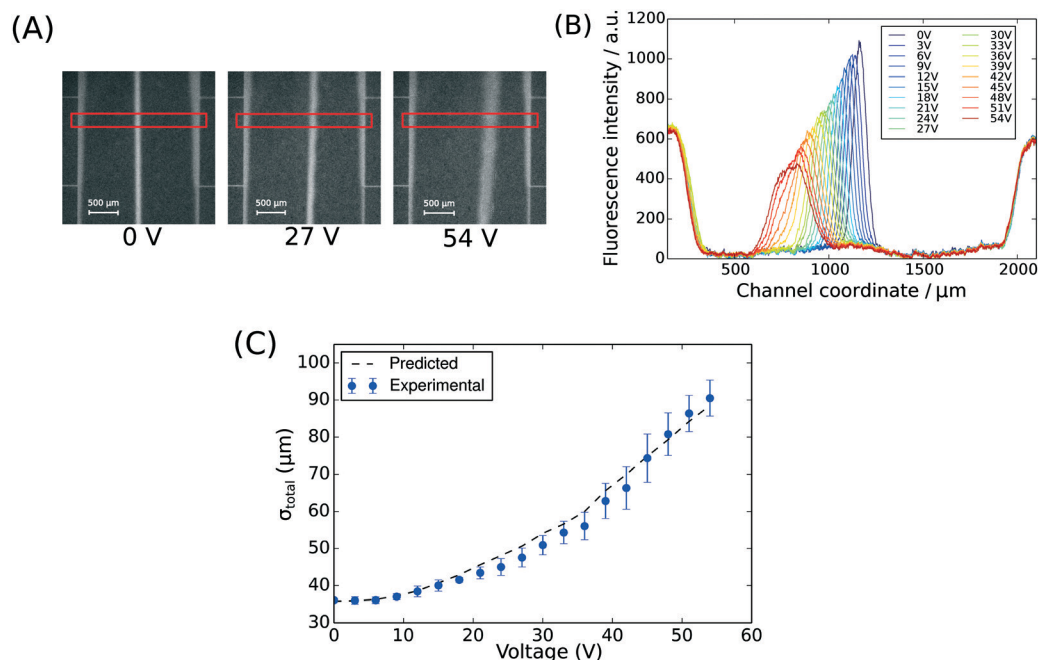 (A)
500 μm
500 μm
500 μm
0 V
27 V
54 V
(B)
Fluorescence intensity / a.u.
1200
1000
800
600
400
200
0
500
1000
1500
2000
Channel coordinate / μm
0V
3V
6V
9V
12V
15V
18V
21V
24V
27V
30V
33V
36V
39V
42V
45V
48V
51V
54V
(C)
σtotal (μm)
100
90
80
70
60
50
40
30
0
10
20
30
40
50
60
Voltage (V)
Predicted
Experimental